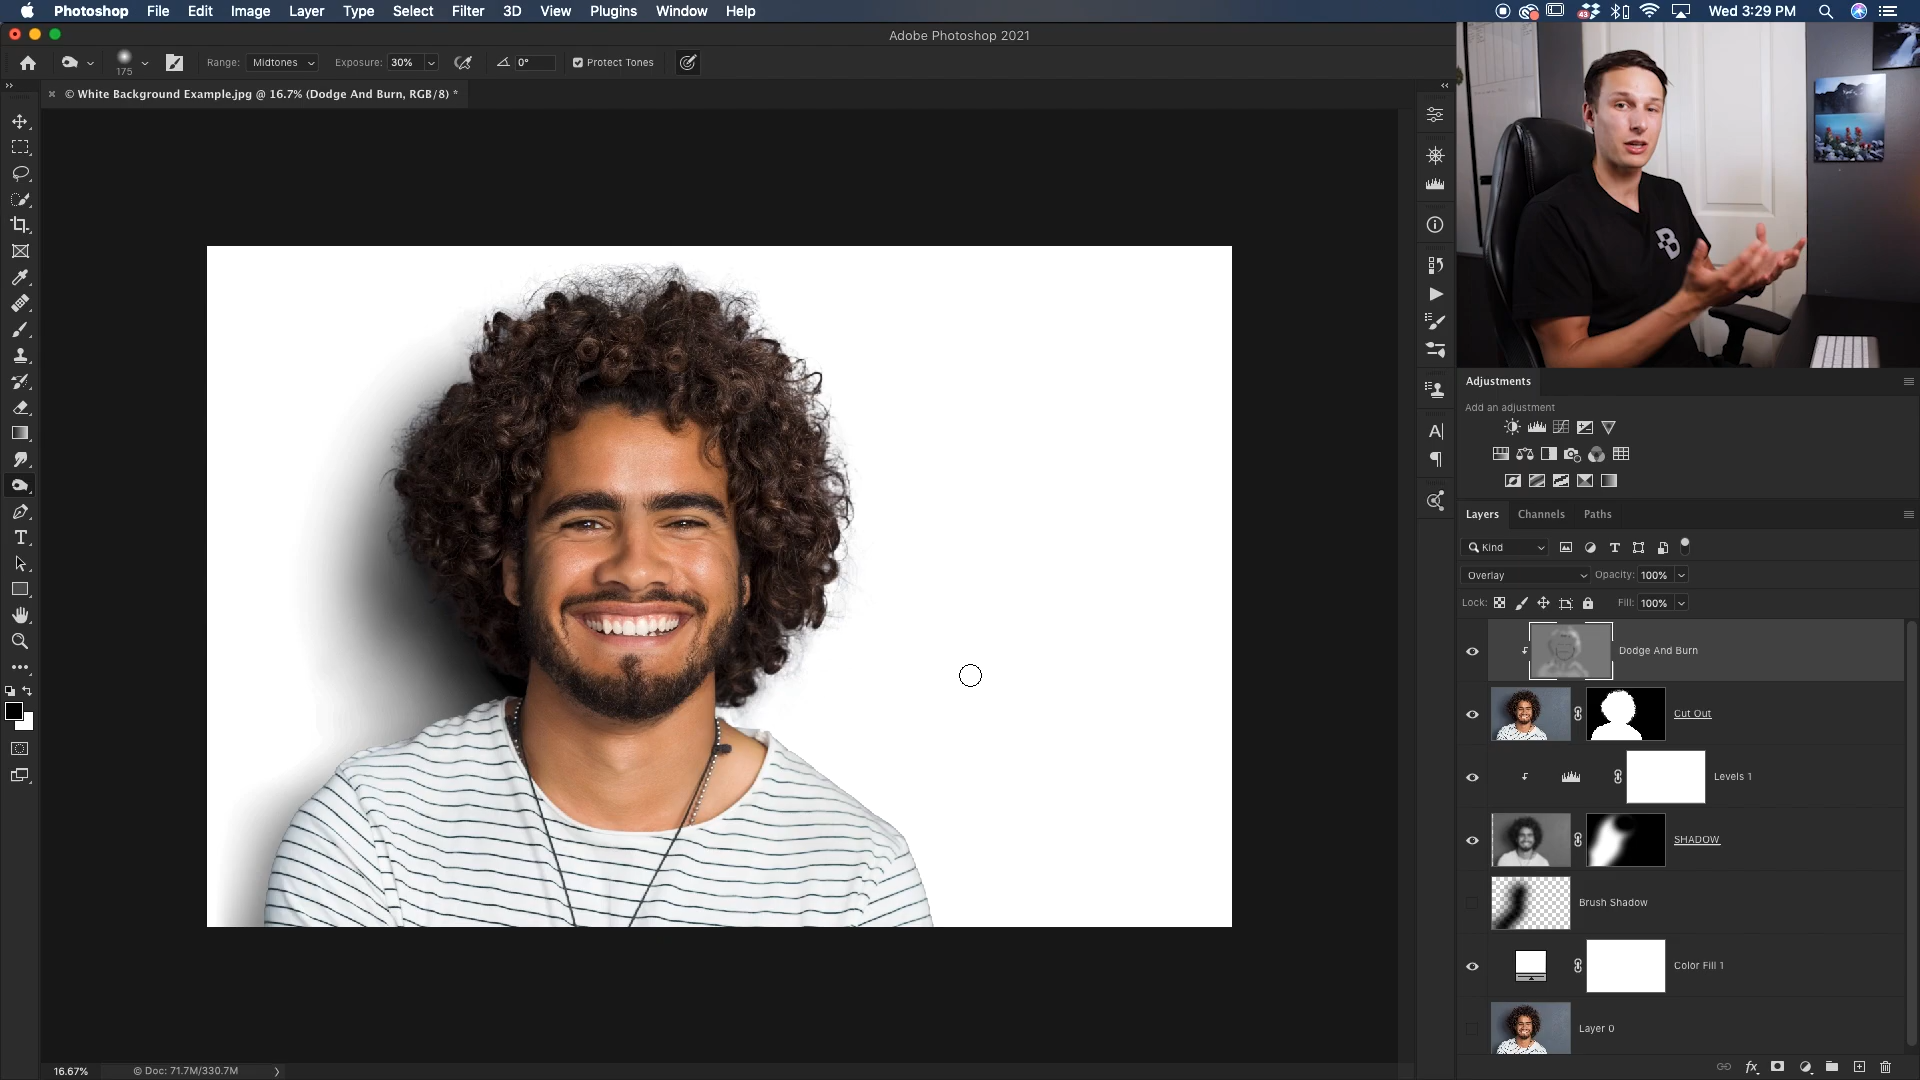 Photoshop File Edit Image Layer Type Select Filter 3D View Plugins Window Help
43
Wed 3:29 PM
Adobe Photoshop 2021
175
Range: Midtones
Exposure: 30%
0°
Protect Tones
© White Background Example.jpg @ 16.7% (Dodge And Burn, RGB/8) *
B
Adjustments
Add an adjustment
Layers Channels Paths
Kind
Overlay
Opacity: 100%
Lock:
Fill: 100%
Dodge And Burn
Cut Out
Levels 1
SHADOW
Brush Shadow
Color Fill 1
Layer 0
16.67%
© Doc: 71.7M/330.7M
fx